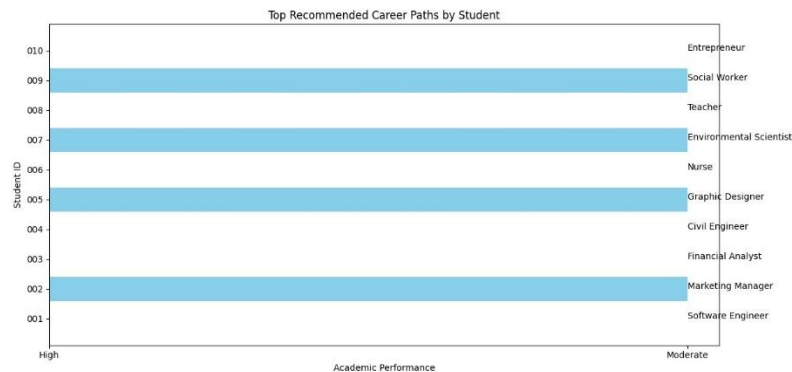 Top Recommended Career Paths by Student
010
Entrepreneur
009
Social Worker
008
Teacher
007
Environmental Scientist
006
Nurse
Student ID
005
Graphic Designer
004
Civil Engineer
003
Financial Analyst
002
Marketing Manager
001
Software Engineer
High
Moderate
Academic Performance